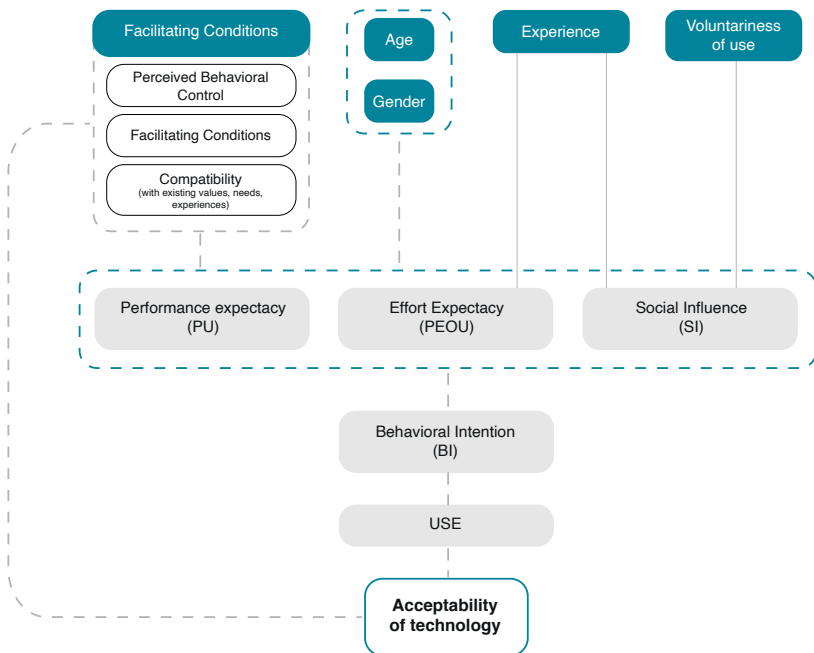 Facilitating Conditions
Perceived Behavioral
Control
Facilitating Conditions
Compatibility
(with existing values, needs,
experiences)
Age
Gender
Experience
Voluntariness
of use
Performance expectacy
(PU)
Effort Expectacy
(PEOU)
Social Influence
(SI)
Behavioral Intention
(BI)
USE
Acceptability
of technology